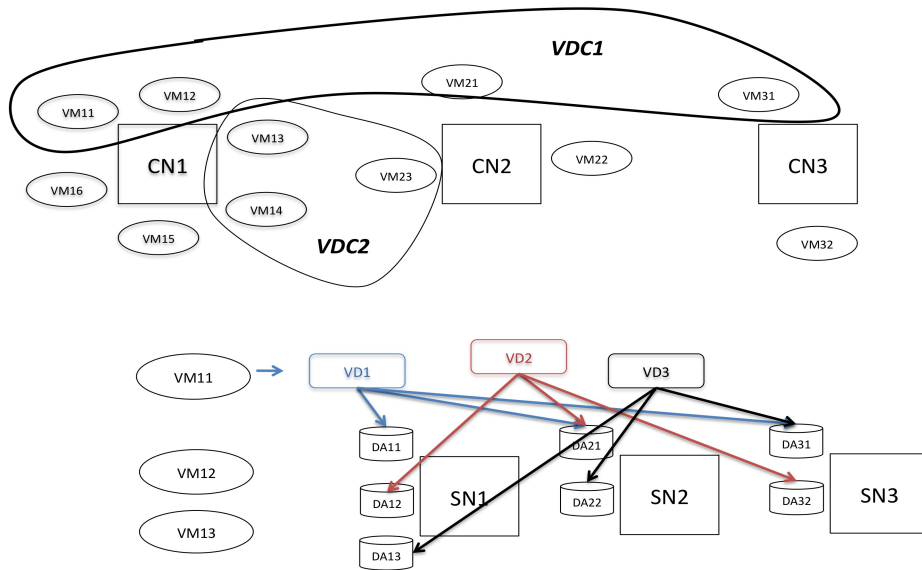 VDC1
VM21
VM12
VM31
VM11
VM13
CN1
CN2
VM22
CN3
VM23
VM16
VM14
VM15
VDC2
VM32
VM11
VD1
VD2
VD3
DA11
DA21
DA31
VM12
DA12
SN1
DA22
SN2
DA32
SN3
VM13
DA13